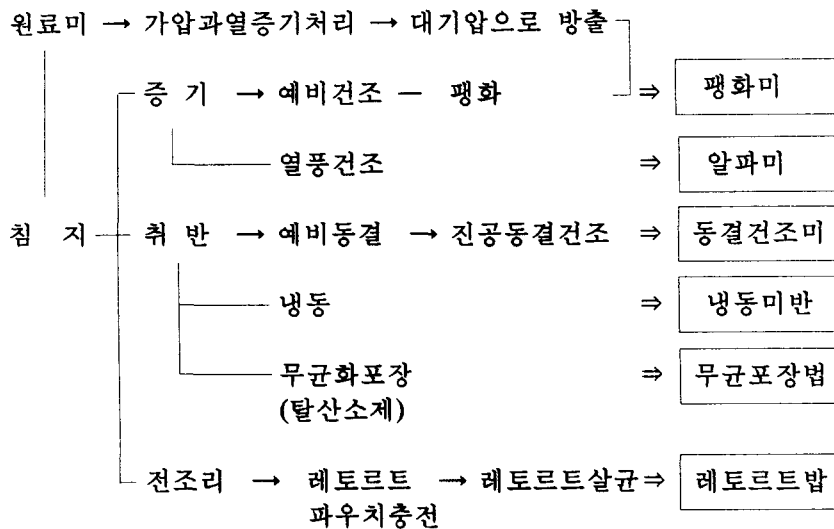 원료미 → 가압과열증기처리 → 대기압으로 방출
증 기 → 예비건조 — 팽화 ⇒ 팽화미
열풍건조 ⇒ 알파미
침 지 취 반 → 예비동결 → 진공동결건조 ⇒ 동결건조미
냉동 ⇒ 냉동미반
무균화포장 ⇒ 무균포장법
(탈산소제)
전조리 → 레토르트 → 레토르트살균 ⇒ 레토르트밥
파우치충전